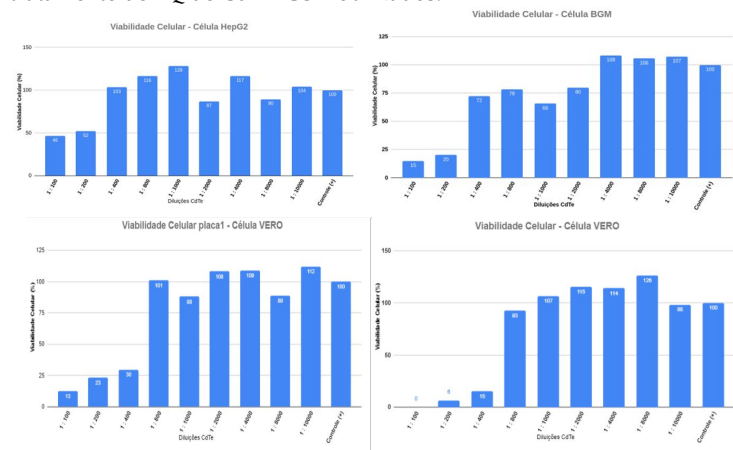 Viabilidade Celular - Célula HepG2
150
100
50
0
Viabilidade Celular (%)
46
52
103
116
128
87
117
90
104
100
1 : 100
1 : 200
1 : 400
1 : 800
1 : 1000
1 : 2000
1 : 4000
1 : 8000
1 : 10000
Controle (+)
Diluições CdTe
Viabilidade Celular - Célula BGM
125
100
75
50
25
0
Viabilidade Celular (%)
15
20
72
78
66
80
108
106
107
100
1 : 100
1 : 200
1 : 400
1 : 800
1 : 1000
1 : 2000
1 : 4000
1 : 8000
1 : 10000
Controle (+)
Diluições CdTe
Viabilidade Celular placa1 - Célula VERO
125
100
75
50
25
0
Viabilidade Celular (%)
13
23
30
101
88
108
109
89
112
100
1 : 100
1 : 200
1 : 400
1 : 800
1 : 1000
1 : 2000
1 : 4000
1 : 8000
1 : 10000
Controle (+)
Diluições CdTe
Viabilidade Celular - Célula VERO
150
100
50
0
Viabilidade Celular (%)
0
6
15
93
107
115
114
126
98
100
1 : 100
1 : 200
1 : 400
1 : 800
1 : 1000
1 : 2000
1 : 4000
1 : 8000
1 : 10000
Controle (+)
Diluições CdTe